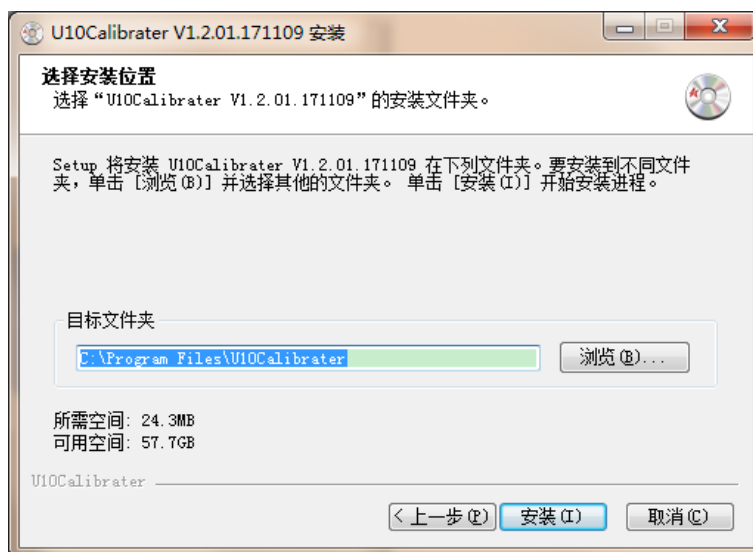 U10Calibrater V1.2.01.171109 安装
选择安装位置
选择“U10Calibrater V1.2.01.171109”的安装文件夹。
Setup 将安装 U10Calibrater V1.2.01.171109 在下列文件夹。要安装到不同文件
夹，单击 [浏览(B)] 并选择其他的文件夹。 单击 [安装(I)] 开始安装进程。
目标文件夹
C:\Program Files\U10Calibrater
浏览(B)...
所需空间: 24.3MB
可用空间: 57.7GB
U10Calibrater
< 上一步(P)
安装(I)
取消(C)